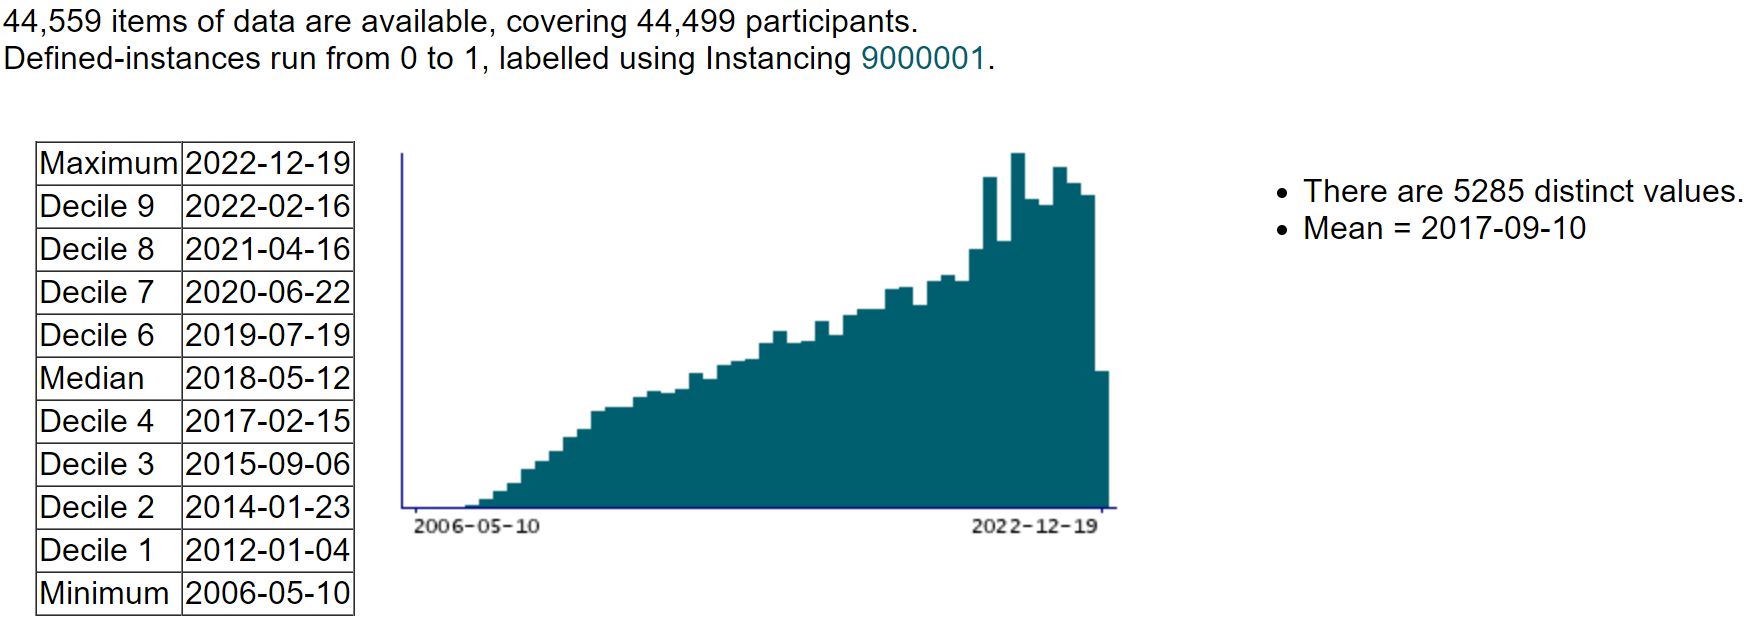 44,559 items of data are available, covering 44,499 participants.
Defined-instances run from 0 to 1, labelled using Instancing 9000001.
Maximum 2022-12-19
Decile 9 2022-02-16
Decile 8 2021-04-16
Decile 7 2020-06-22
Decile 6 2019-07-19
Median 2018-05-12
Decile 4 2017-02-15
Decile 3 2015-09-06
Decile 2 2014-01-23
Decile 1 2012-01-04
Minimum 2006-05-10
2006-05-10 2022-12-19
• There are 5285 distinct values.
• Mean = 2017-09-10